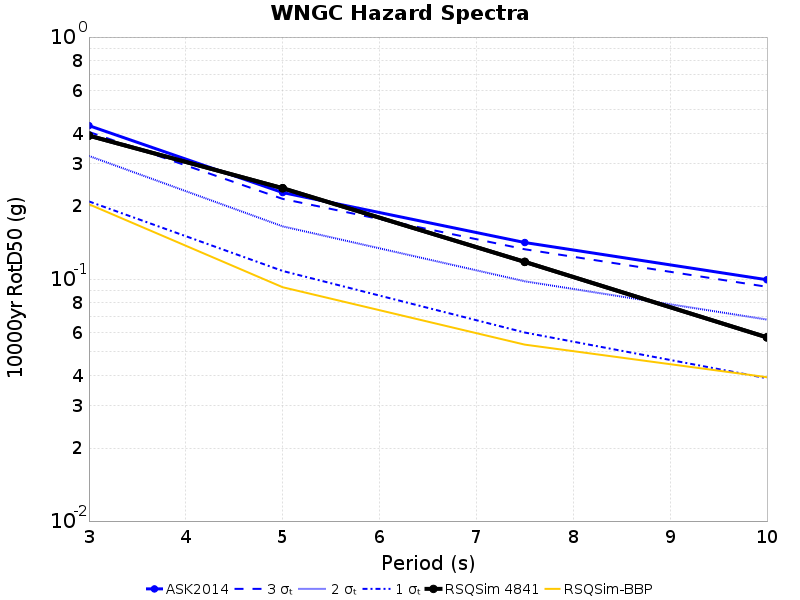 WNGC Hazard Spectra
10⁰
8
6
4
3
2
10⁻¹
8
6
4
3
2
10⁻²
10000yr RotD50 (g)
3 4 5 6 7 8 9 10
Period (s)
ASK2014 3 σₜ 2 σₜ 1 σₜ RSQSim 4841 RSQSim-BBP